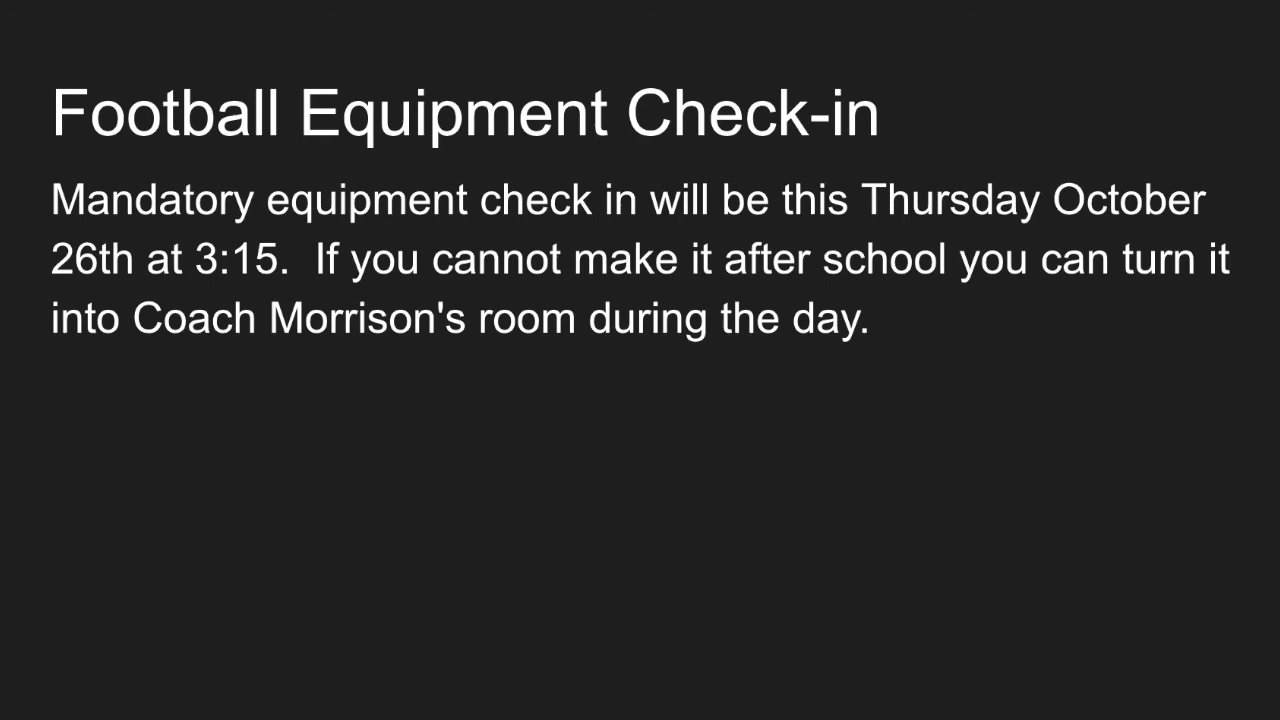 Football Equipment Check-in
Mandatory equipment check in will be this Thursday October
26th at 3:15.  If you cannot make it after school you can turn it
into Coach Morrison's room during the day.